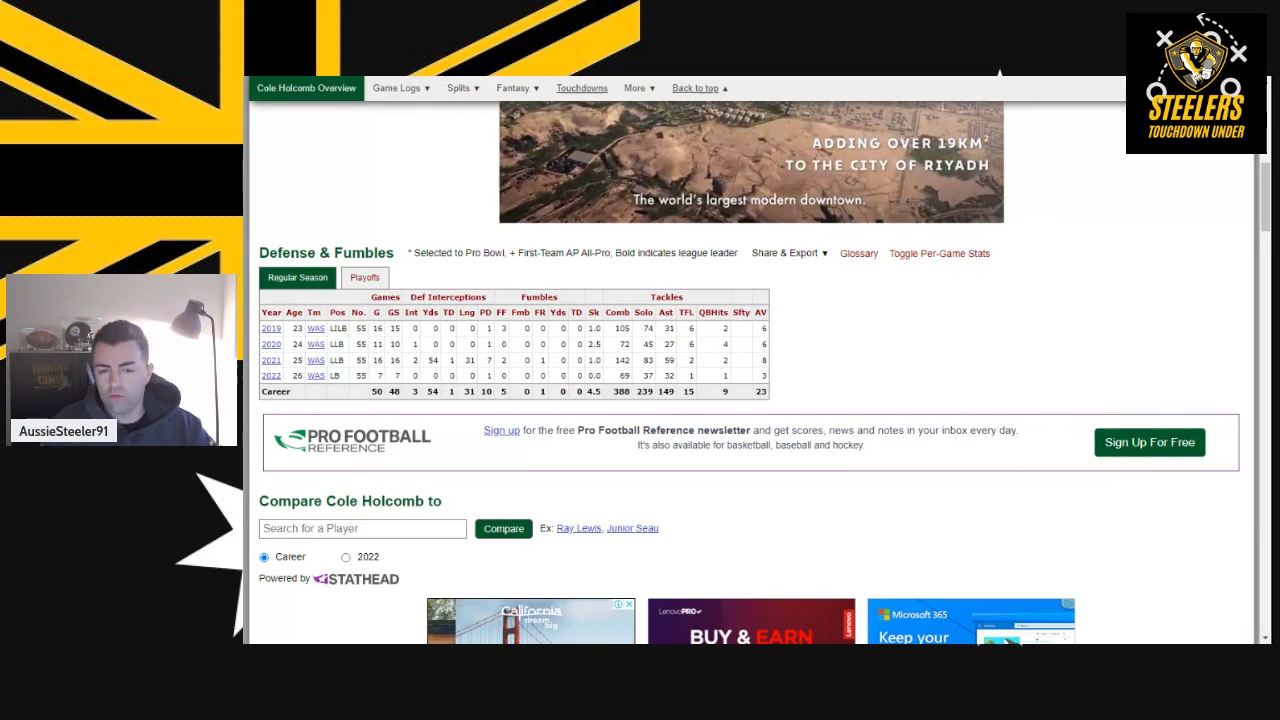 Cole Holcomb Overview Game Logs ▼ Splits ▼ Fantasy ▼ Touchdowns More ▼ Back to top ▲
STEELERS
TOUCHDOWN UNDER
ADDING OVER 19KM²
TO THE CITY OF RIYADH
The world's largest modern downtown.
Defense & Fumbles * Selected to Pro Bowl, + First-Team AP All-Pro, Bold indicates league leader Share & Export ▼ Glossary Toggle Per-Game Stats
Regular Season Playoffs
Games Def Interceptions Fumbles Tackles
Year Age Tm Pos No. G GS Int Yds TD Lng PD FF Fmb FR Yds TD Sk Comb Solo Ast TFL QBHits Sfty AV
2019 23 WAS LILB 55 16 15 0 0 0 0 1 3 0 0 0 0 1.0 105 74 31 6 2 6
2020 24 WAS LLB 55 11 10 1 0 0 0 1 0 0 0 0 0 2.5 72 45 27 6 4 6
2021 25 WAS LLB 55 16 16 2 54 1 31 7 2 0 1 0 0 1.0 142 83 59 2 2 8
2022 26 WAS LB 55 7 7 0 0 0 0 1 0 0 0 0 0 0.0 69 37 32 1 1 3
Career 50 48 3 54 1 31 10 5 0 1 0 0 4.5 388 239 149 15 9 23
AussieSteeler91
PRO FOOTBALL
REFERENCE
Sign up for the free Pro Football Reference newsletter and get scores, news and notes in your inbox every day.
It's also available for basketball, baseball and hockey.
Sign Up For Free
Compare Cole Holcomb to
Search for a Player Compare Ex: Ray Lewis, Junior Seau
Career 2022
Powered by STATHEAD
California
dream
big
LenovoPRO
BUY & EARN
Lenovo
Microsoft 365
Keep your